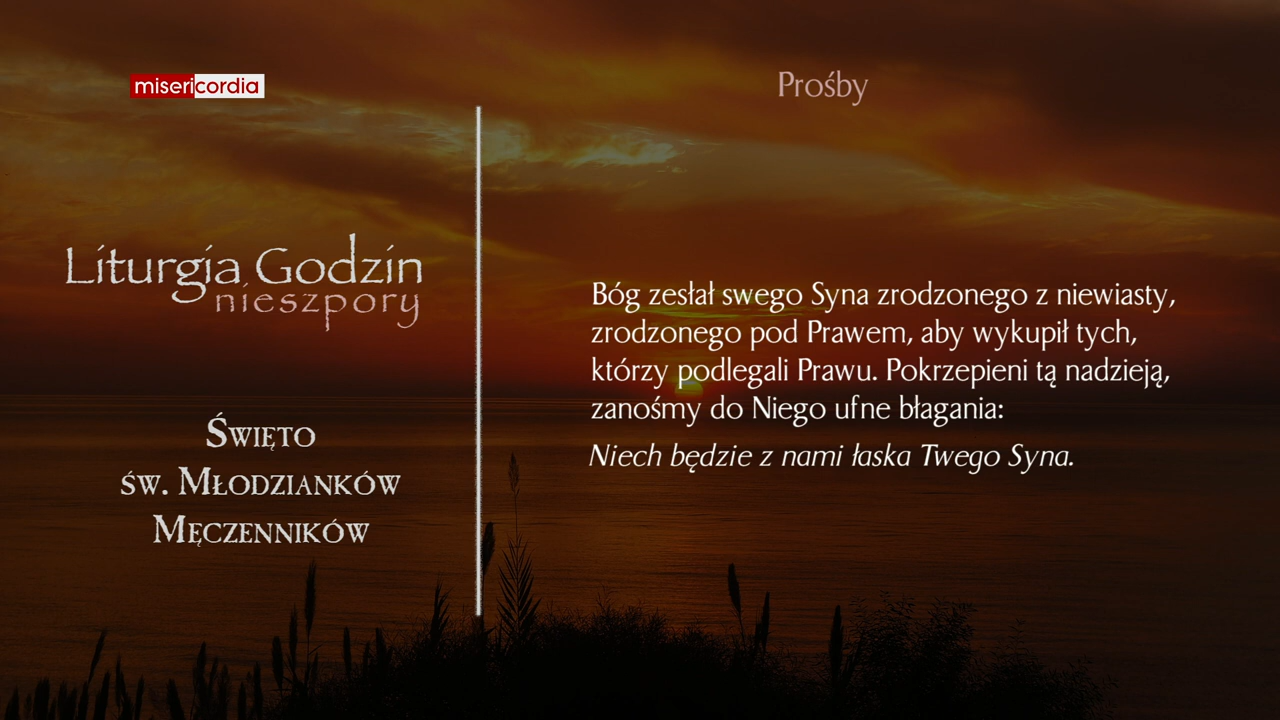 misericordia
Prośby
Liturgia Godzin
nieszpory
Święto
św. Młodzianków
Męczenników
Bóg zesłał swego Syna zrodzonego z niewiasty,
zrodzonego pod Prawem, aby wykupił tych,
którzy podlegali Prawu. Pokrzepieni tą nadzieją,
zanośmy do Niego ufne błagania:
Niech będzie z nami łaska Twego Syna.